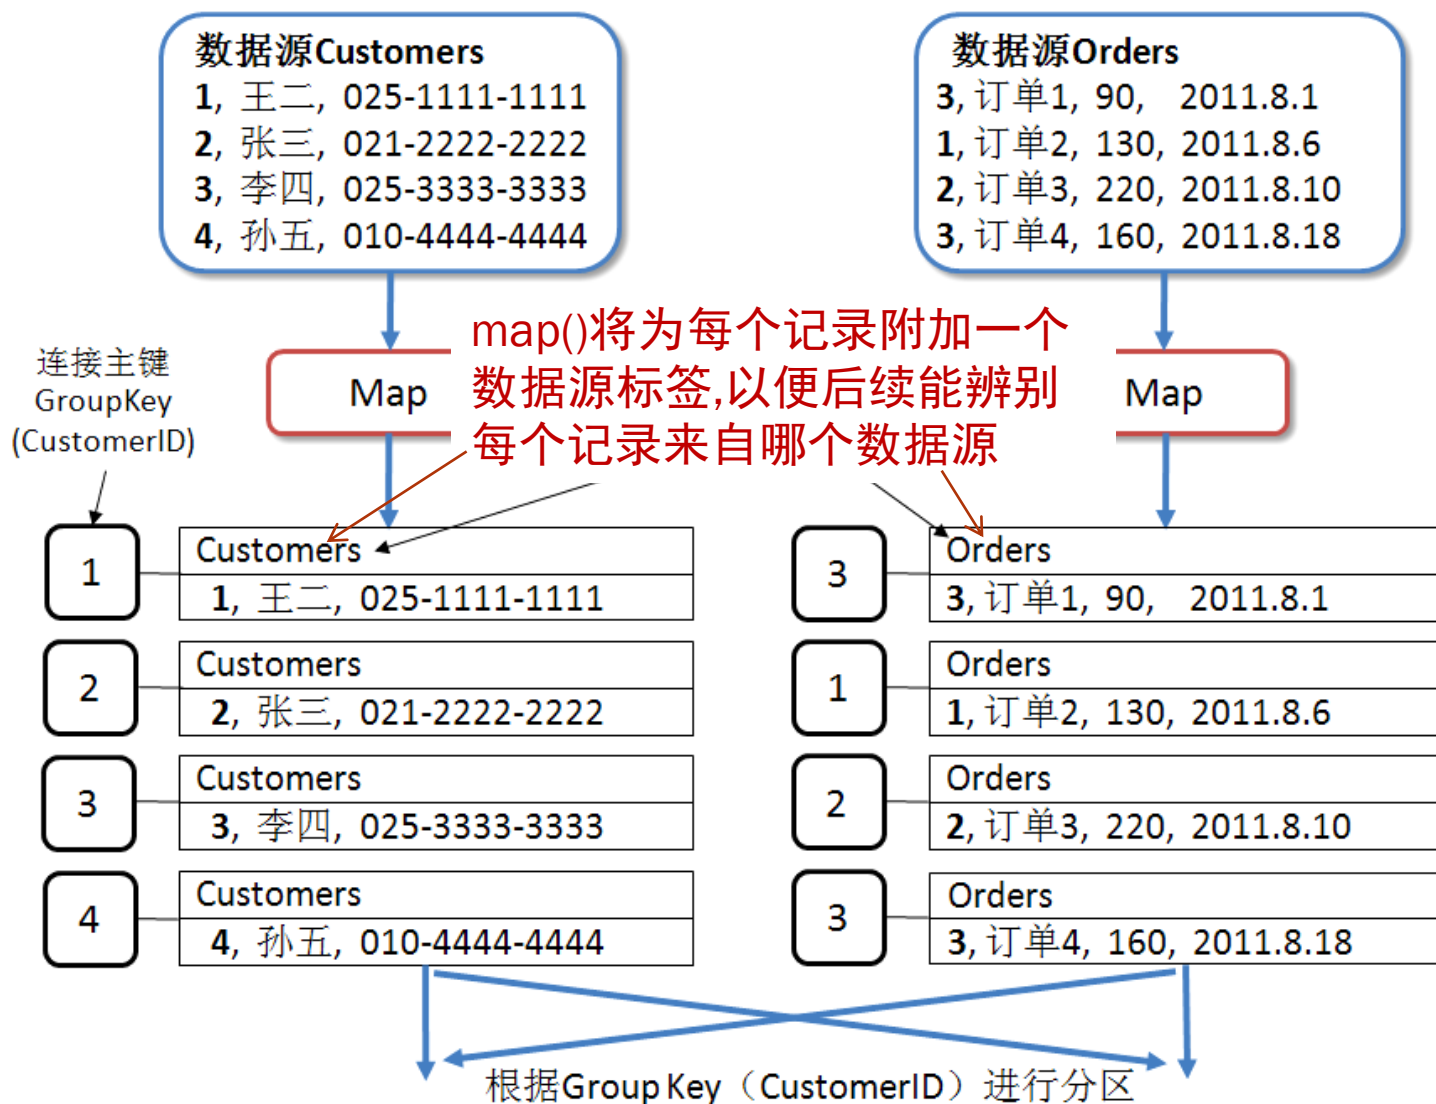 数据源Customers
1, 王二, 025-1111-1111
2, 张三, 021-2222-2222
3, 李四, 025-3333-3333
4, 孙五, 010-4444-4444
数据源Orders
3, 订单1, 90, 2011.8.1
1, 订单2, 130, 2011.8.6
2, 订单3, 220, 2011.8.10
3, 订单4, 160, 2011.8.18
map()将为每个记录附加一个
数据源标签,以便后续能辨别
每个记录来自哪个数据源
Map
Map
连接主键
GroupKey
(CustomerID)
1
Customers
1, 王二, 025-1111-1111
2
Customers
2, 张三, 021-2222-2222
3
Customers
3, 李四, 025-3333-3333
4
Customers
4, 孙五, 010-4444-4444
3
Orders
3, 订单1, 90, 2011.8.1
1
Orders
1, 订单2, 130, 2011.8.6
2
Orders
2, 订单3, 220, 2011.8.10
3
Orders
3, 订单4, 160, 2011.8.18
根据Group Key（CustomerID）进行分区